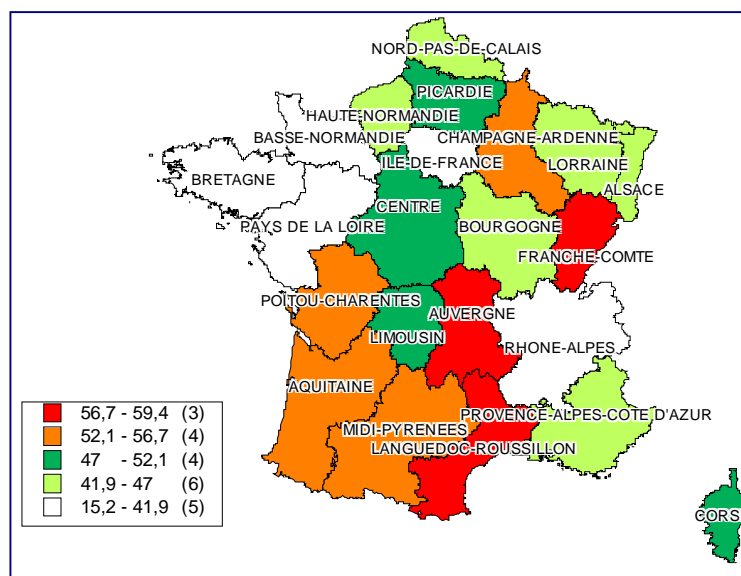 NORD-PAS-DE-CALAIS
PICARDIE
HAUTE-NORMANDIE
BASSE-NORMANDIE
CHAMPAGNE-ARDENNE
ILE-DE-FRANCE
LORRAINE
ALSACE
BRETAGNE
CENTRE
PAYS DE LA LOIRE
BOURGOGNE
FRANCHE-COMTE
POITOU-CHARENTES
AUVERGNE
LIMOUSIN
RHONE-ALPES
AQUITAINE
PROVENCE-ALPES-COTE D'AZUR
MIDI-PYRENEES
LANGUEDOC-ROUSSILLON
CORS
56,7 - 59,4 (3)
52,1 - 56,7 (4)
47 - 52,1 (4)
41,9 - 47 (6)
15,2 - 41,9 (5)